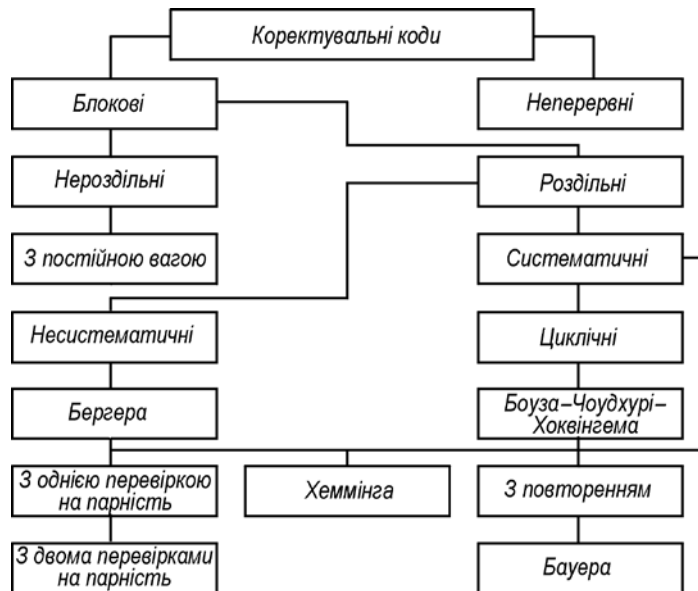 Коректувальні коди
Блокові
Неперервні
Нероздільні
Роздільні
З постійною вагою
Систематичні
Несистематичні
Циклічні
Бергера
Боуза–Чоудхурі–
Хоквінгема
З однією перевіркою
на парність
Хеммінга
З повторенням
З двома перевірками
на парність
Бауера